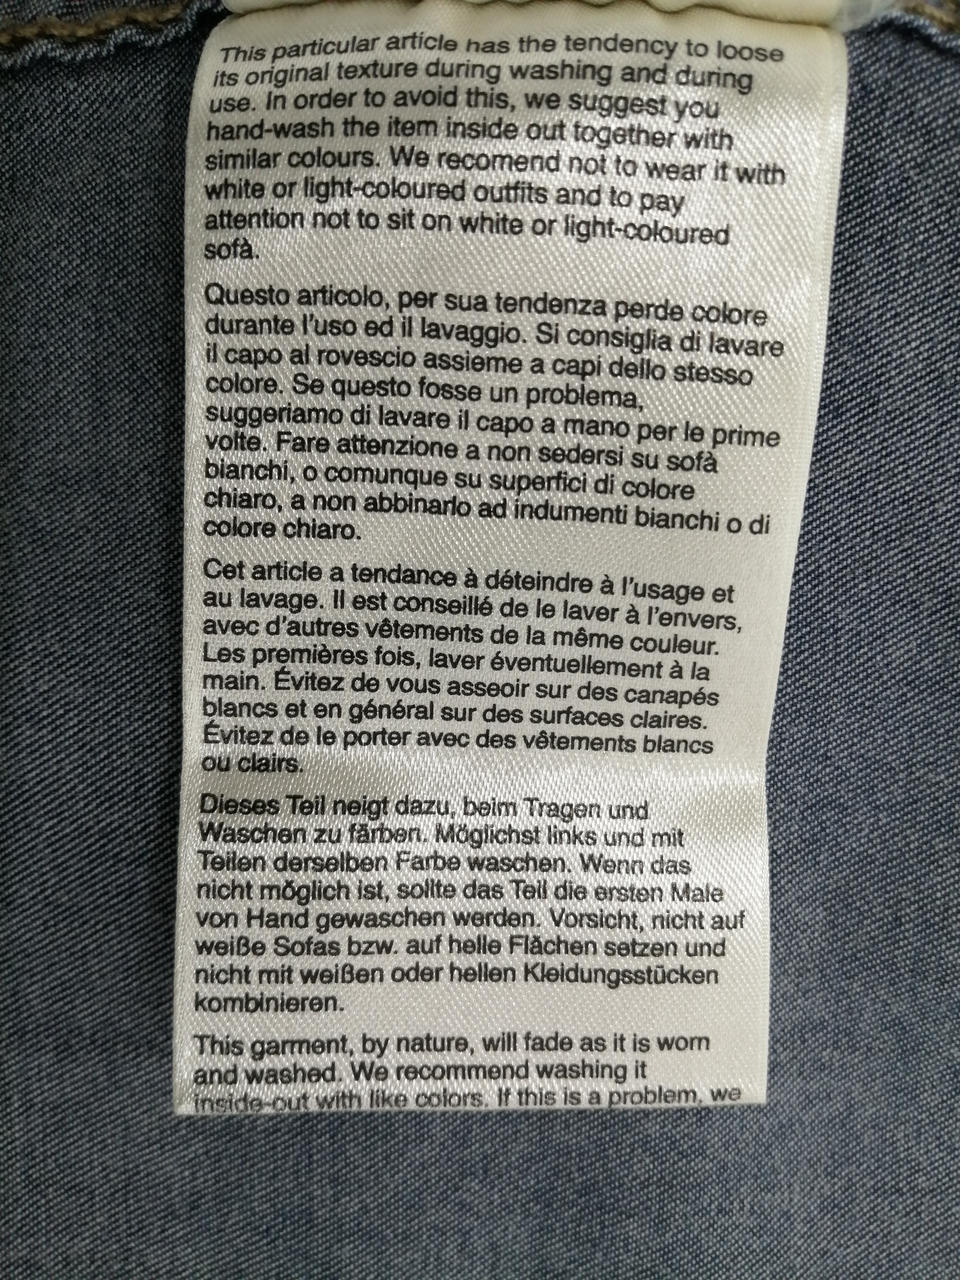 This particular article has the tendency to loose
its original texture during washing and during
use. In order to avoid this, we suggest you
hand-wash the item inside out together with
similar colours. We recomend not to wear it with
white or light-coloured outfits and to pay
attention not to sit on white or light-coloured
sofà.
Questo articolo, per sua tendenza perde colore
durante l'uso ed il lavaggio. Si consiglia di lavare
il capo al rovescio assieme a capi dello stesso
colore. Se questo fosse un problema,
suggeriamo di lavare il capo a mano per le prime
volte. Fare attenzione a non sedersi su sofà
bianchi, o comunque su superfici di colore
chiaro, a non abbinarlo ad indumenti bianchi o di
colore chiaro.
Cet article a tendance à déteindre à l'usage et
au lavage. Il est conseillé de le laver à l'envers,
avec d'autres vêtements de la même couleur.
Les premières fois, laver éventuellement à la
main. Évitez de vous asseoir sur des canapés
blancs et en général sur des surfaces claires.
Évitez de le porter avec des vêtements blancs
ou clairs.
Dieses Teil neigt dazu, beim Tragen und
Waschen zu färben. Möglichst links und mit
Teilen derselben Farbe waschen. Wenn das
nicht möglich ist, sollte das Teil die ersten Male
von Hand gewaschen werden. Vorsicht, nicht auf
weiße Sofas bzw. auf helle Flächen setzen und
nicht mit weißen oder hellen Kleidungsstücken
kombinieren.
This garment, by nature, will fade as it is worn
and washed. We recommend washing it
inside-out with like colors. If this is a problem, we